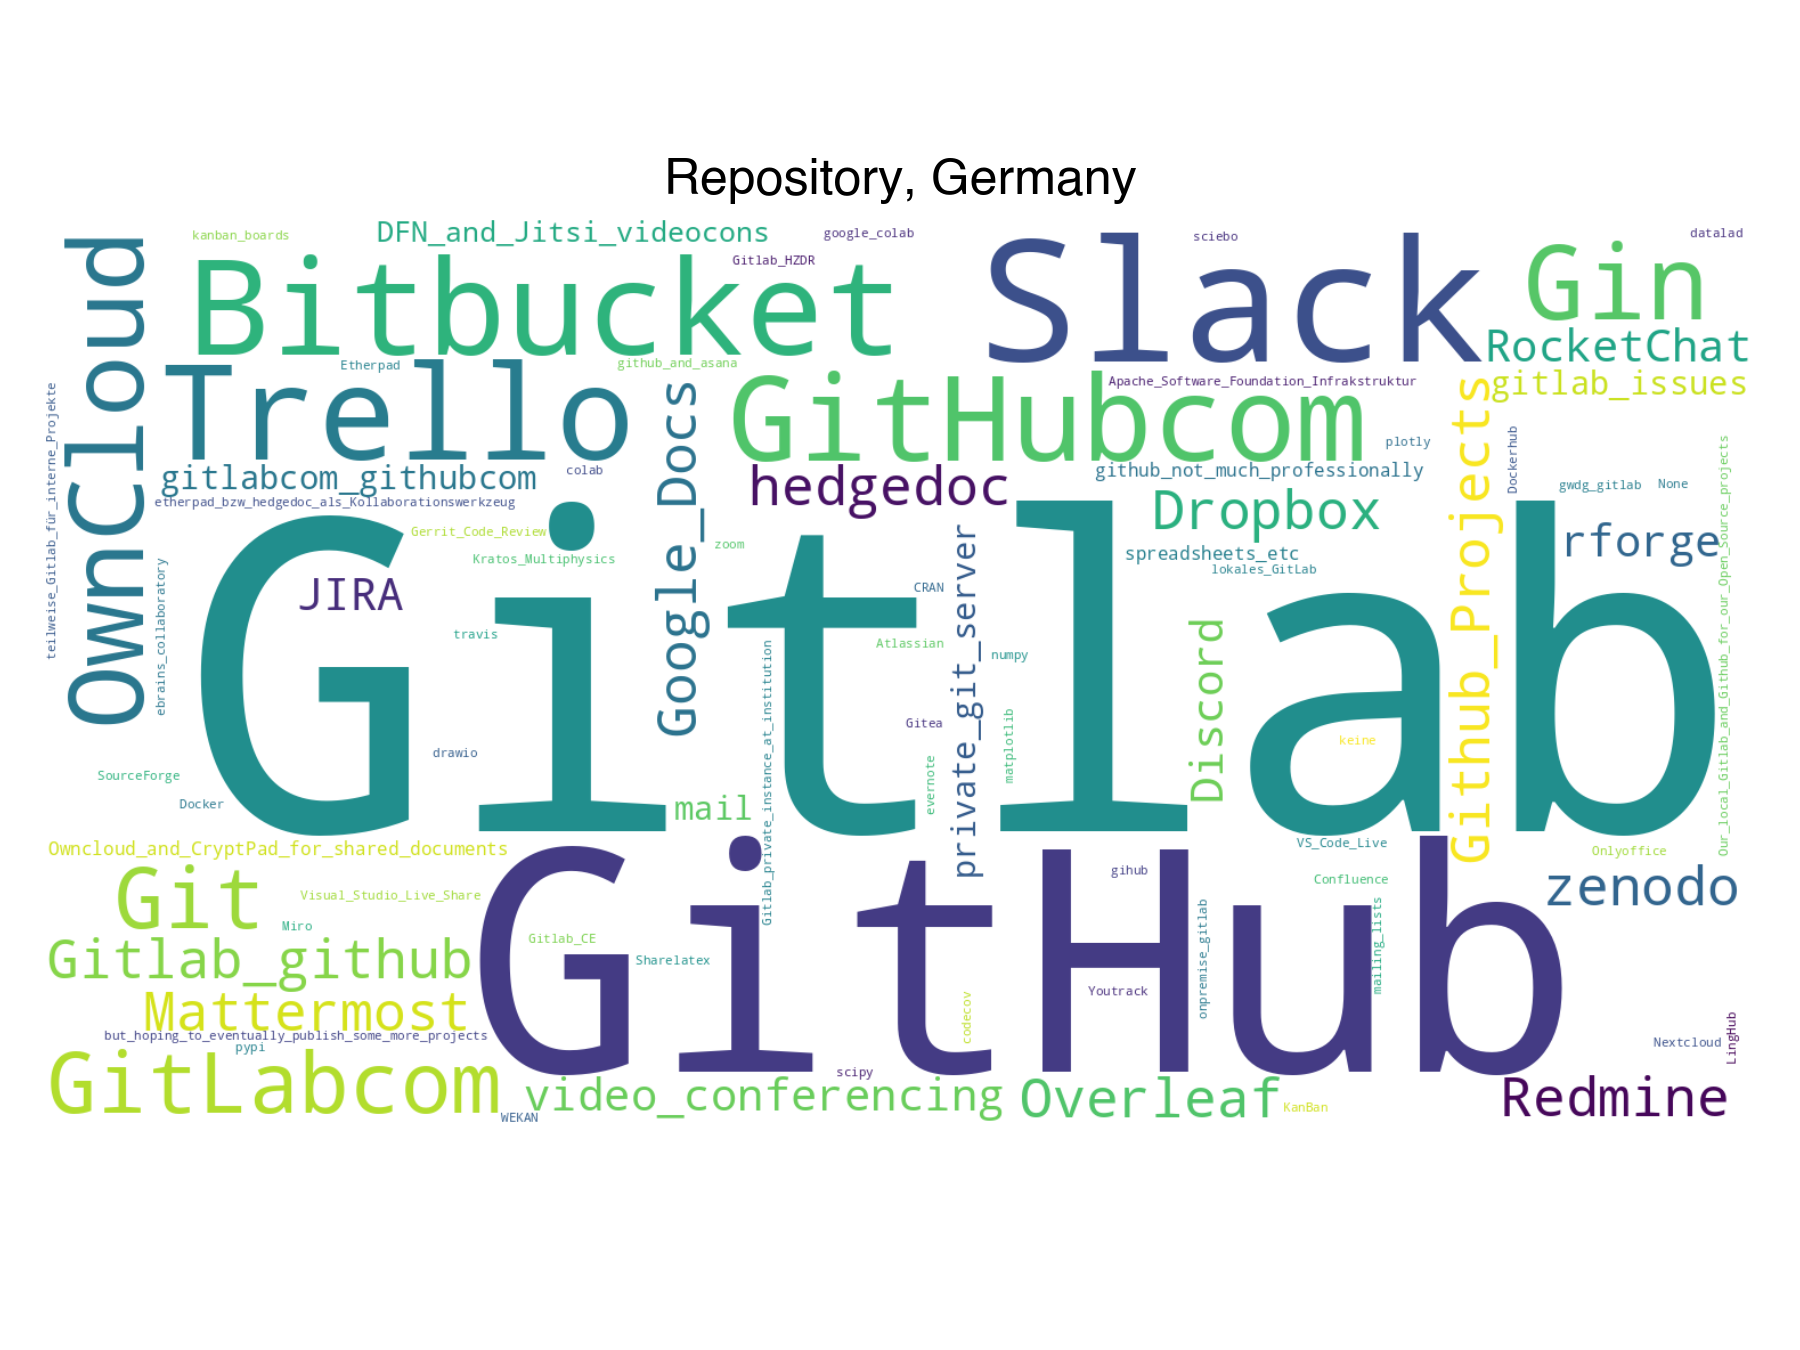 Repository, Germany
kanban_boards
DFN_and_Jitsi_videocons
google_colab
sciebo
datalad
OwnCloud
Bitbucket
Gitlab_HZDR
Slack
Gin
RocketChat
Trello
Etherpad
github_and_asana
GitHubcom
Apache_Software_Foundation_Infrakstruktur
gitlab_issues
teilweise_Gitlab_für_interne_Projekte
Google_Docs
Github_Projects
plotly
Dockerhub
gitlabcom_githubcom
colab
hedgedoc
github_not_much_professionally
gwdg_gitlab
None
Our_local_Gitlab_and_Github_for_our_Open_Source_projects
etherpad_bzw_hedgedoc_als_Kollaborationswerkzeug
Dropbox
Gitlab
Gerrit_Code_Review
Kratos_Multiphysics
zoom
private_git_server
spreadsheets_etc
lokales_GitLab
rforge
ebrains_collaboratory
JIRA
CRAN
travis
Atlassian
numpy
Discord
Gitlab_private_instance_at_institution
Gitea
matplotlib
keine
drawio
evernote
SourceForge
Docker
mail
Owncloud_and_CryptPad_for_shared_documents
VS_Code_Live
Onlyoffice
Git
Visual_Studio_Live_Share
GitHub
gihub
Confluence
zenodo
Miro
Gitlab_CE
onpremise_gitlab
mailing_lists
Gitlab_github
Sharelatex
Youtrack
Mattermost
codecov
but_hoping_to_eventually_publish_some_more_projects
pypi
Nextcloud
LingHub
GitLabcom
scipy
video_conferencing
Overleaf
KanBan
Redmine
WEKAN